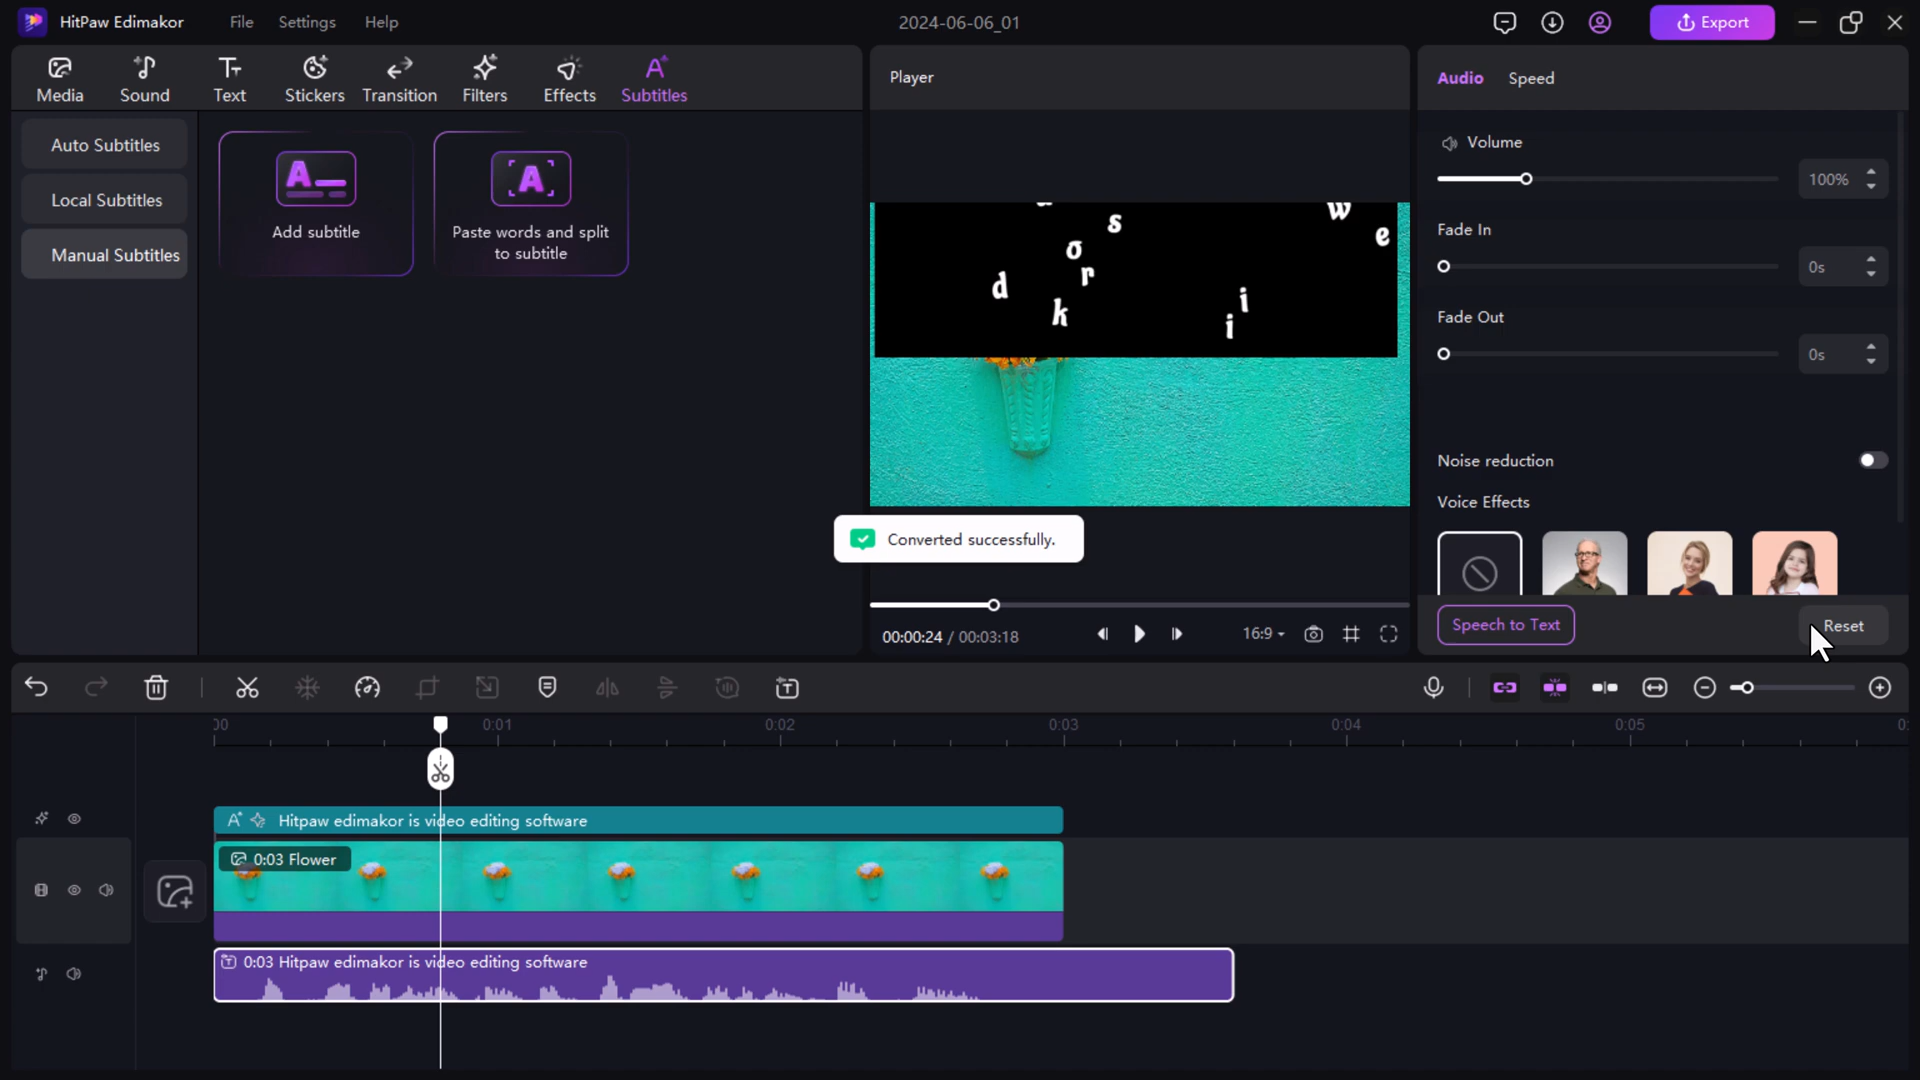 HitPaw Edimakor
File
Settings
Help
2024-06-06_01
Export
Media
Sound
Text
Stickers
Transition
Filters
Effects
Subtitles
Player
Audio
Speed
Auto Subtitles
Local Subtitles
Manual Subtitles
Add subtitle
Paste words and split
to subtitle
w
s
e
o
r
d
i
k
i
Volume
100%
Fade In
0s
Fade Out
0s
Noise reduction
Voice Effects
Converted successfully.
00:00:24 / 00:03:18
16:9
Speech to Text
Reset
00
0:01
0:02
0:03
0:04
0:05
Hitpaw edimakor is video editing software
0:03 Flower
0:03 Hitpaw edimakor is video editing software